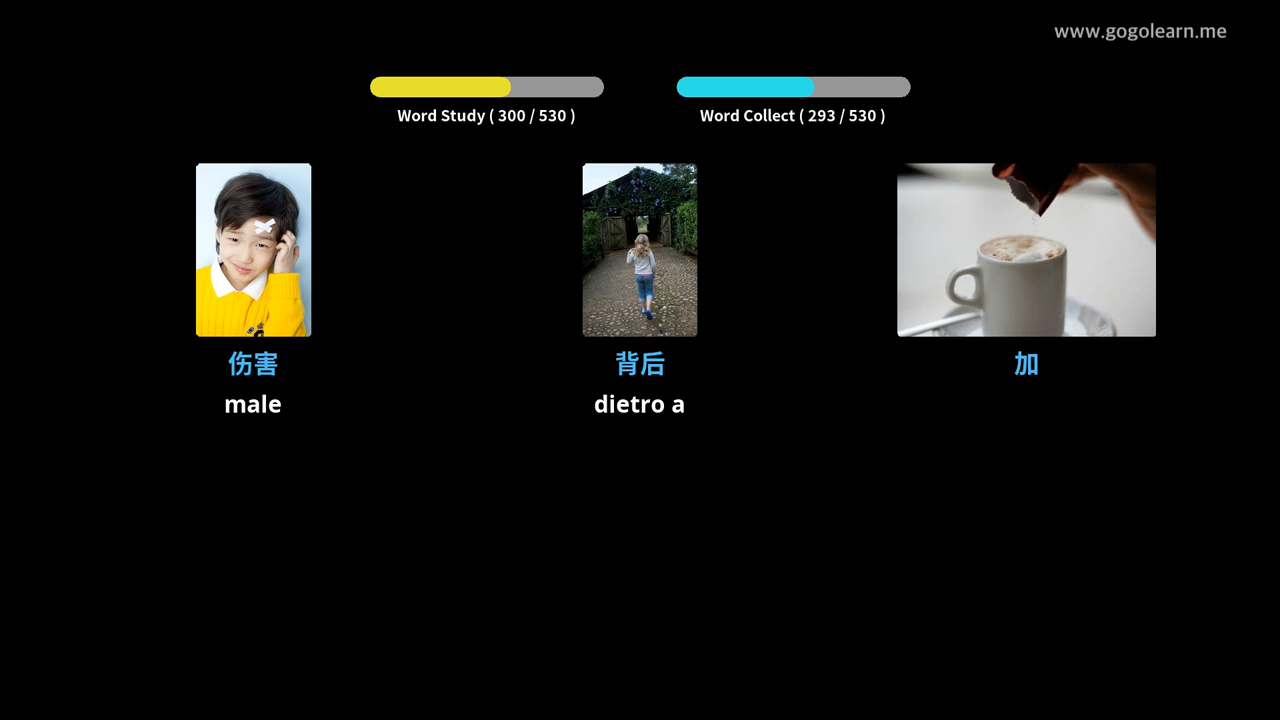 www.gogolearn.me
Word Study ( 300 / 530 )
Word Collect ( 293 / 530 )
伤害
背后
加
male
dietro a